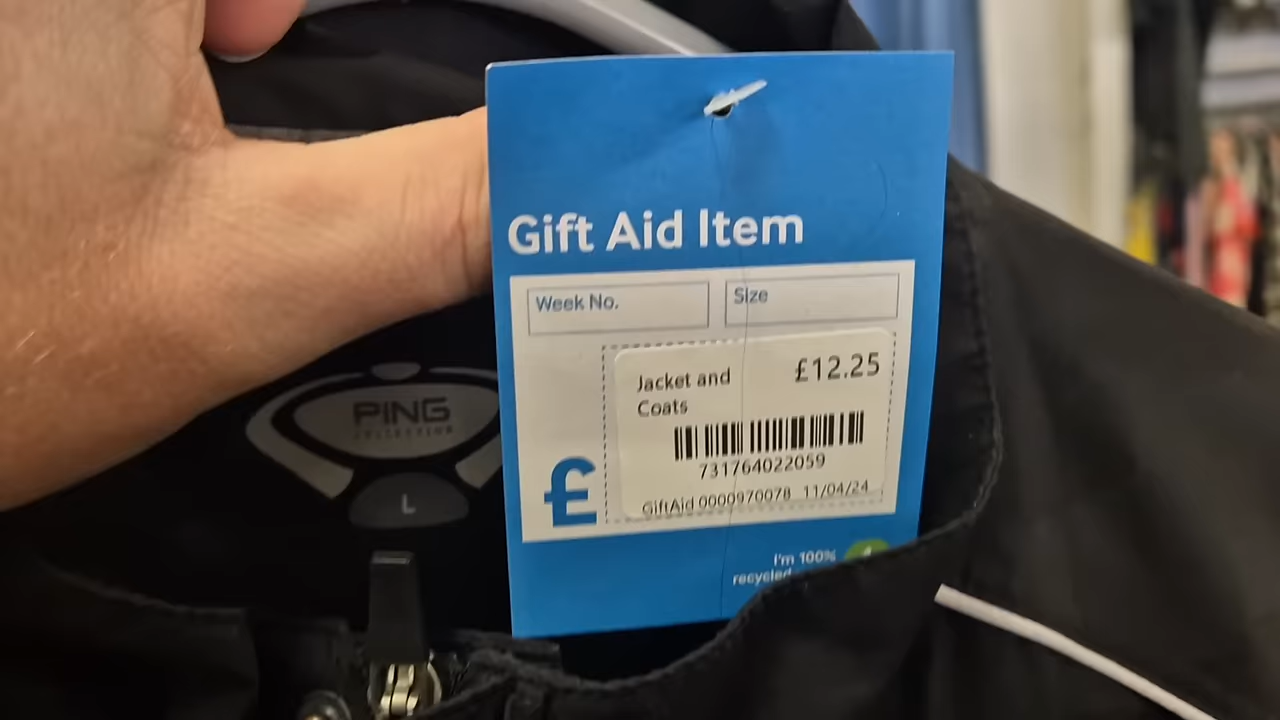 Gift Aid Item
Week No.
Size
Jacket and
Coats
£12.25
731764022059
GiftAid 0000970078 11/04/24
£
I'm 100%
recycled
PING
COLLECTION
L